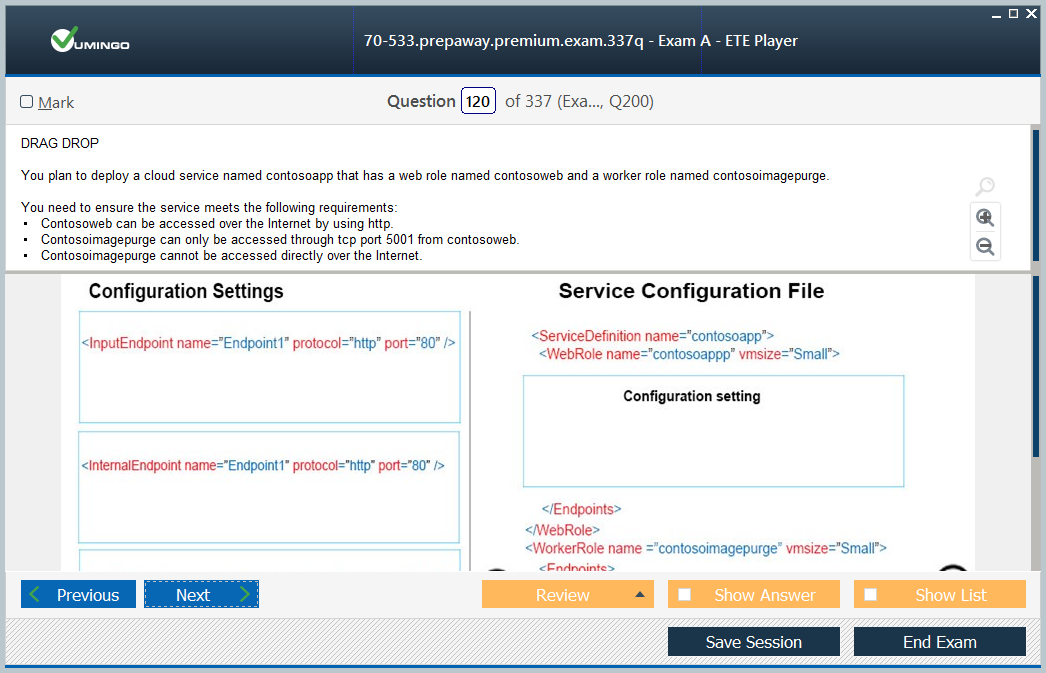 VUMINGO
70-533.prepaway.premium.exam.337q - Exam A - ETE Player
Mark
Question 120 of 337 (Exa..., Q200)
DRAG DROP
You plan to deploy a cloud service named contosoapp that has a web role named contosoweb and a worker role named contosoimagepurge.
You need to ensure the service meets the following requirements:
▪ Contosoweb can be accessed over the Internet by using http.
▪ Contosoimagepurge can only be accessed through tcp port 5001 from contosoweb.
▪ Contosoimagepurge cannot be accessed directly over the Internet.
Configuration Settings
<InputEndpoint name="Endpoint1" protocol="http" port="80" />
<InternalEndpoint name="Endpoint1" protocol="http" port="80" />
Service Configuration File
<ServiceDefinition name="contosoapp">
<WebRole name="contosoappp" vmsize="Small">
Configuration setting
</Endpoints>
</WebRole>
<WorkerRole name ="contosoimagepurge" vmsize="Small">
<Endpoints>
Previous
Next
Review
Show Answer
Show List
Save Session
End Exam